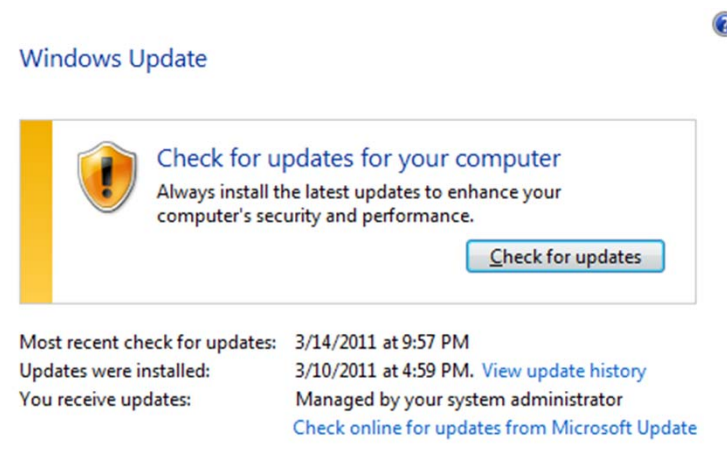 Windows Update
Check for updates for your computer
Always install the latest updates to enhance your
computer's security and performance.
Check for updates
Most recent check for updates: 3/14/2011 at 9:57 PM
Updates were installed: 3/10/2011 at 4:59 PM. View update history
You receive updates: Managed by your system administrator
Check online for updates from Microsoft Update